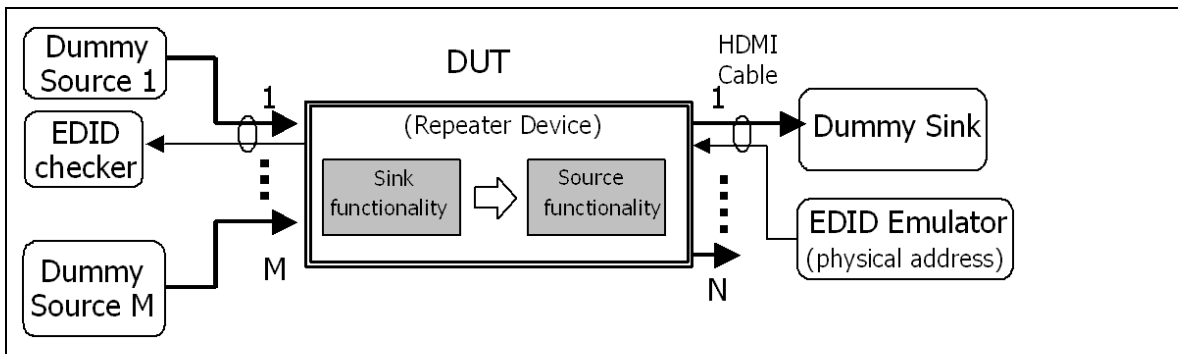 Dummy
Source 1
EDID
checker
Dummy
Source M
1
M
DUT
(Repeater Device)
Sink
functionality
Source
functionality
HDMI
Cable
1
N
Dummy Sink
EDID Emulator
(physical address)